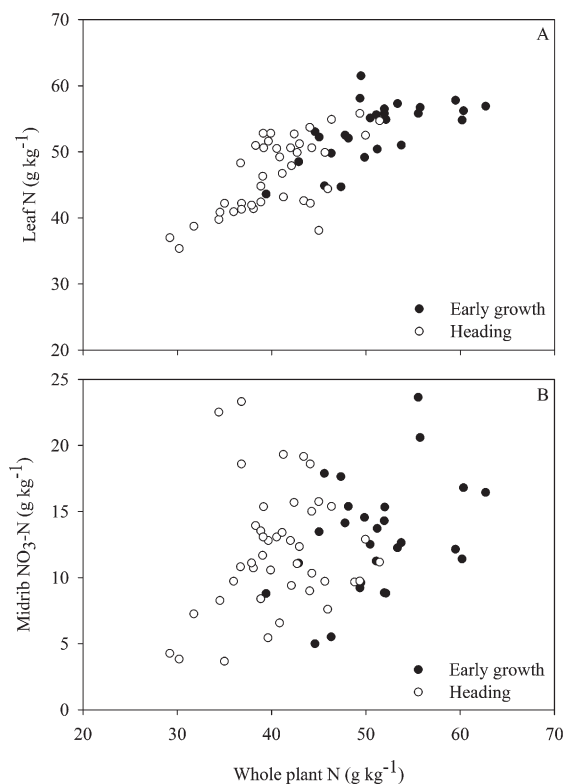 A
70
60
50
40
30
20
Leaf N (g kg-1)
Early growth
Heading
B
25
20
15
10
5
0
Midrib NO3-N (g kg-1)
Early growth
Heading
20 30 40 50 60 70
Whole plant N (g kg-1)